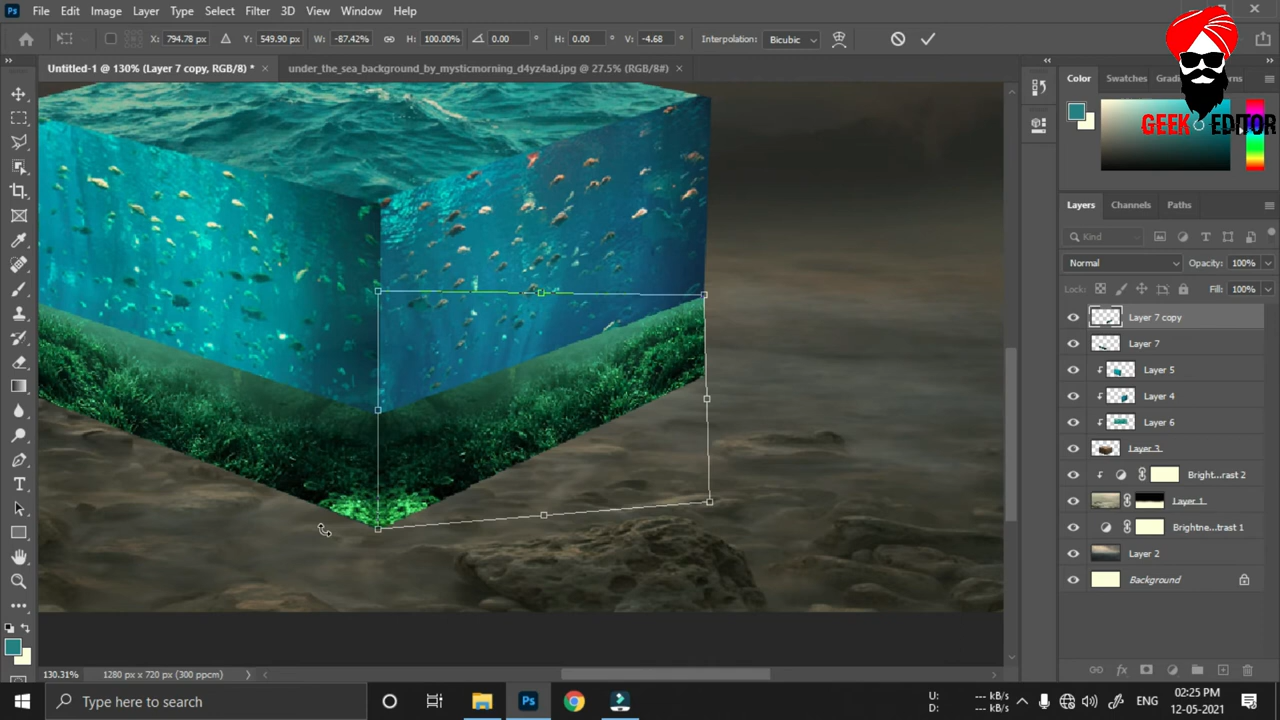 Ps File Edit Image Layer Type Select Filter 3D View Window Help
X: 794.78 px Y: 549.90 px W: -87.42% H: 100.00% 0.00 ° H: 0.00 ° V: -4.68 ° Interpolation: Bicubic
Untitled-1 @ 130% (Layer 7 copy, RGB/8) * × under_the_sea_background_by_mysticmorning_d4yz4ad.jpg @ 27.5% (RGB/8#) ×
Color Swatches
GEEK EDITOR
Layers Channels Paths
Kind
Normal Opacity: 100%
Lock: Fill: 100%
Layer 7 copy
Layer 7
Layer 5
Layer 4
Layer 6
Layer 3
Bright...rast 2
Layer 1
Brightne...trast 1
Layer 2
Background
130.31% 1280 px x 720 px (300 ppcm)
Type here to search
Ps
U: --- kB/s
D: --- kB/s
ENG
02:25 PM
12-05-2021